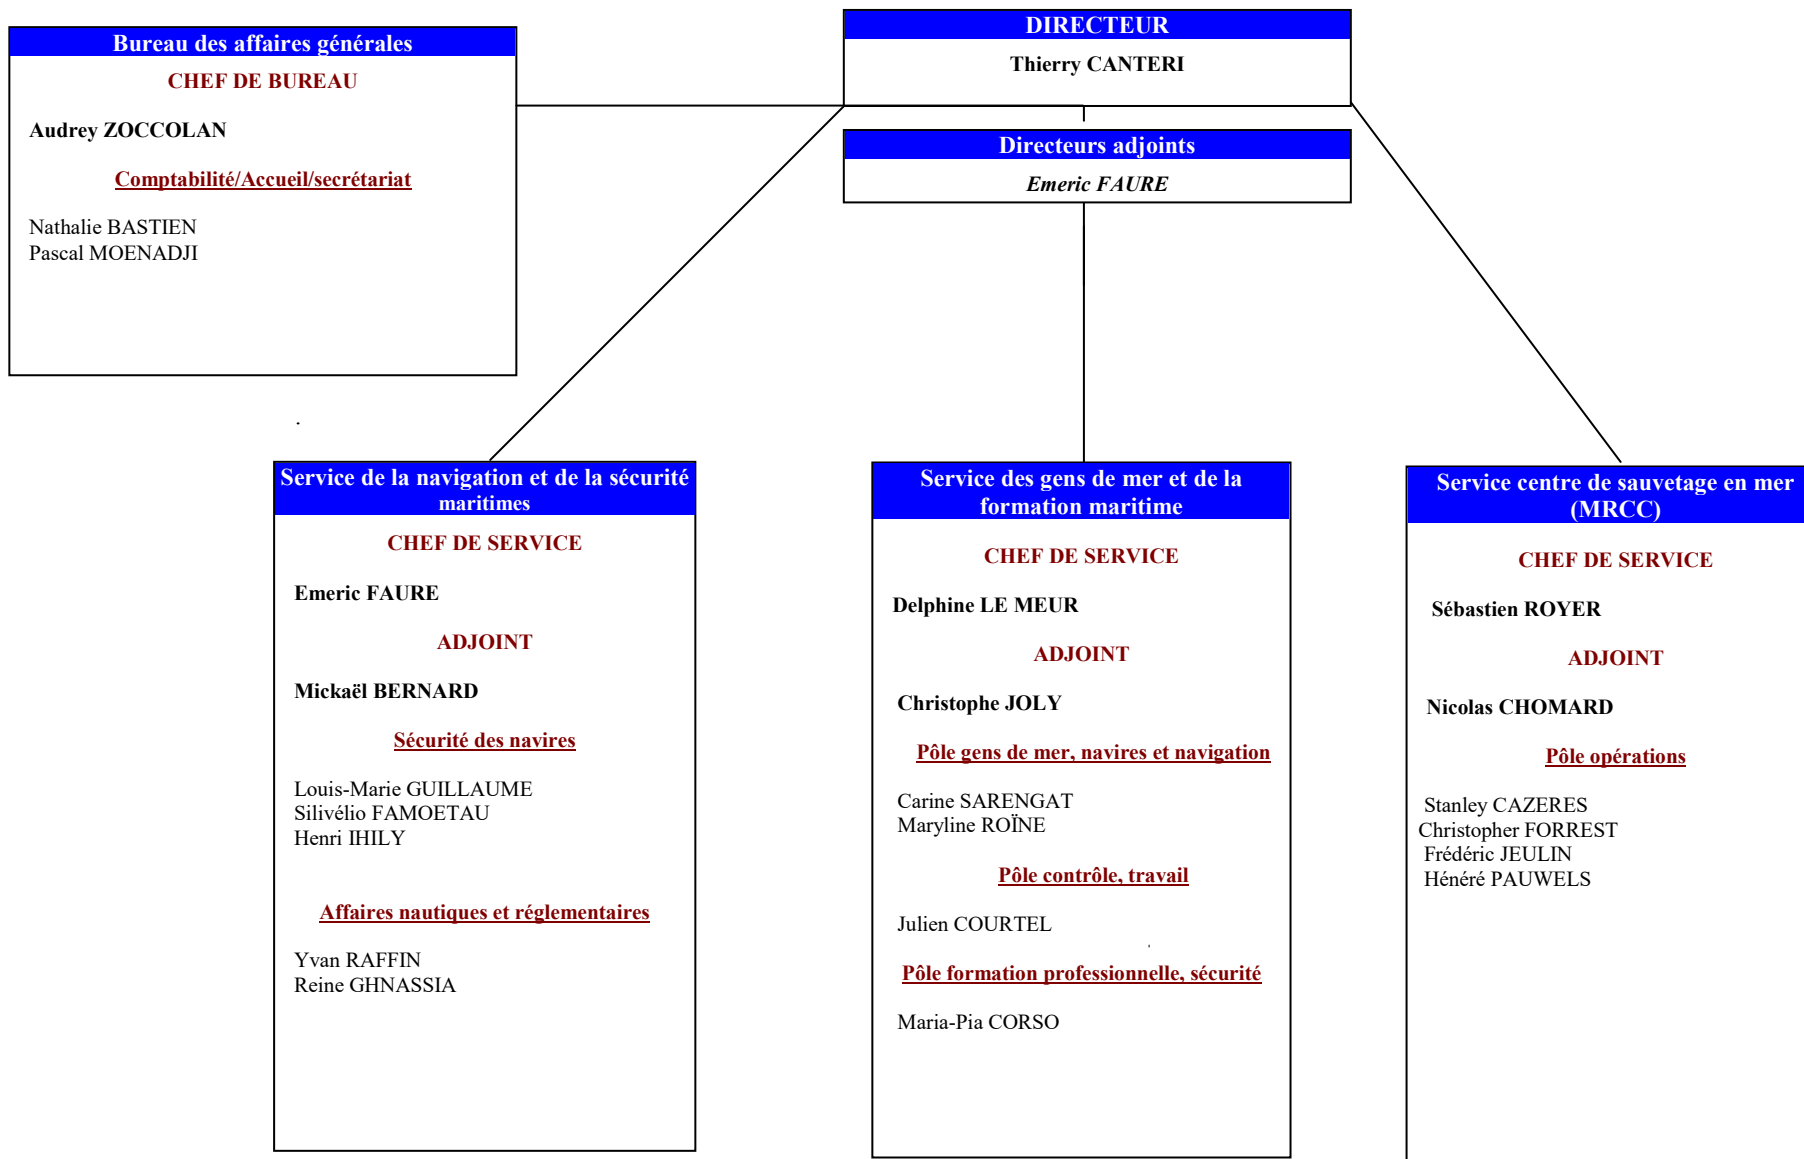 Bureau des affaires générales
CHEF DE BUREAU
Audrey ZOCCOLAN
Comptabilité/Accueil/secrétariat
Nathalie BASTIEN
Pascal MOENADJI
DIRECTEUR
Thierry CANTERI
Directeurs adjoints
Emeric FAURE
Service de la navigation et de la sécurité
maritimes
CHEF DE SERVICE
Emeric FAURE
ADJOINT
Mickaël BERNARD
Sécurité des navires
Louis-Marie GUILLAUME
Silivélio FAMOETAU
Henri IHILY
Affaires nautiques et réglementaires
Yvan RAFFIN
Reine GHNASSIA
Service des gens de mer et de la
formation maritime
CHEF DE SERVICE
Delphine LE MEUR
ADJOINT
Christophe JOLY
Pôle gens de mer, navires et navigation
Carine SARENGAT
Maryline ROÏNE
Pôle contrôle, travail
Julien COURTEL
Pôle formation professionnelle, sécurité
Maria-Pia CORSO
Service centre de sauvetage en mer
(MRCC)
CHEF DE SERVICE
Sébastien ROYER
ADJOINT
Nicolas CHOMARD
Pôle opérations
Stanley CAZERES
Christopher FORREST
Frédéric JEULIN
Hénéré PAUWELS